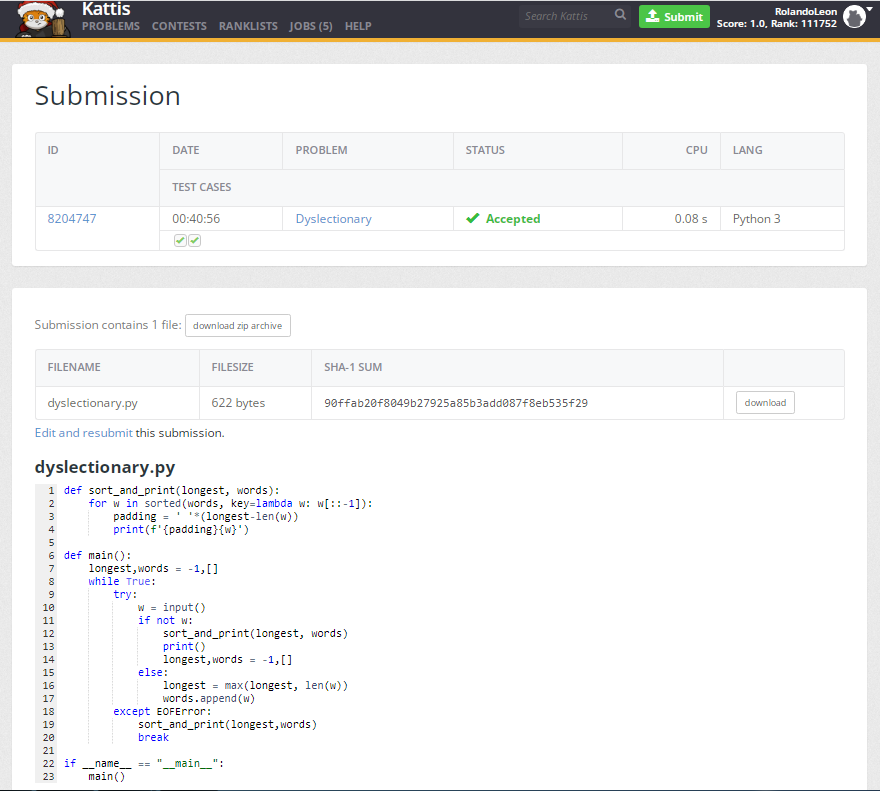 Kattis
PROBLEMS CONTESTS RANKLISTS JOBS (5) HELP
Search Kattis
Submit
RolandoLeon
Score: 1.0, Rank: 111752
Submission
ID DATE PROBLEM STATUS CPU LANG
TEST CASES
8204747 00:40:56 Dyslectionary Accepted 0.08 s Python 3
Submission contains 1 file: download zip archive
FILENAME FILESIZE SHA-1 SUM
dyslectionary.py 622 bytes 90ffab20f8049b27925a85b3add087f8eb535f29 download
Edit and resubmit this submission.
dyslectionary.py
1 def sort_and_print(longest, words):
2     for w in sorted(words, key=lambda w: w[::-1]):
3         padding = ' '*(longest-len(w))
4         print(f'{padding}{w}')
5
6 def main():
7     longest,words = -1,[]
8     while True:
9         try:
10             w = input()
11             if not w:
12                 sort_and_print(longest, words)
13                 print()
14                 longest,words = -1,[]
15             else:
16                 longest = max(longest, len(w))
17                 words.append(w)
18         except EOFError:
19             sort_and_print(longest,words)
20             break
21
22 if __name__ == "__main__":
23     main()